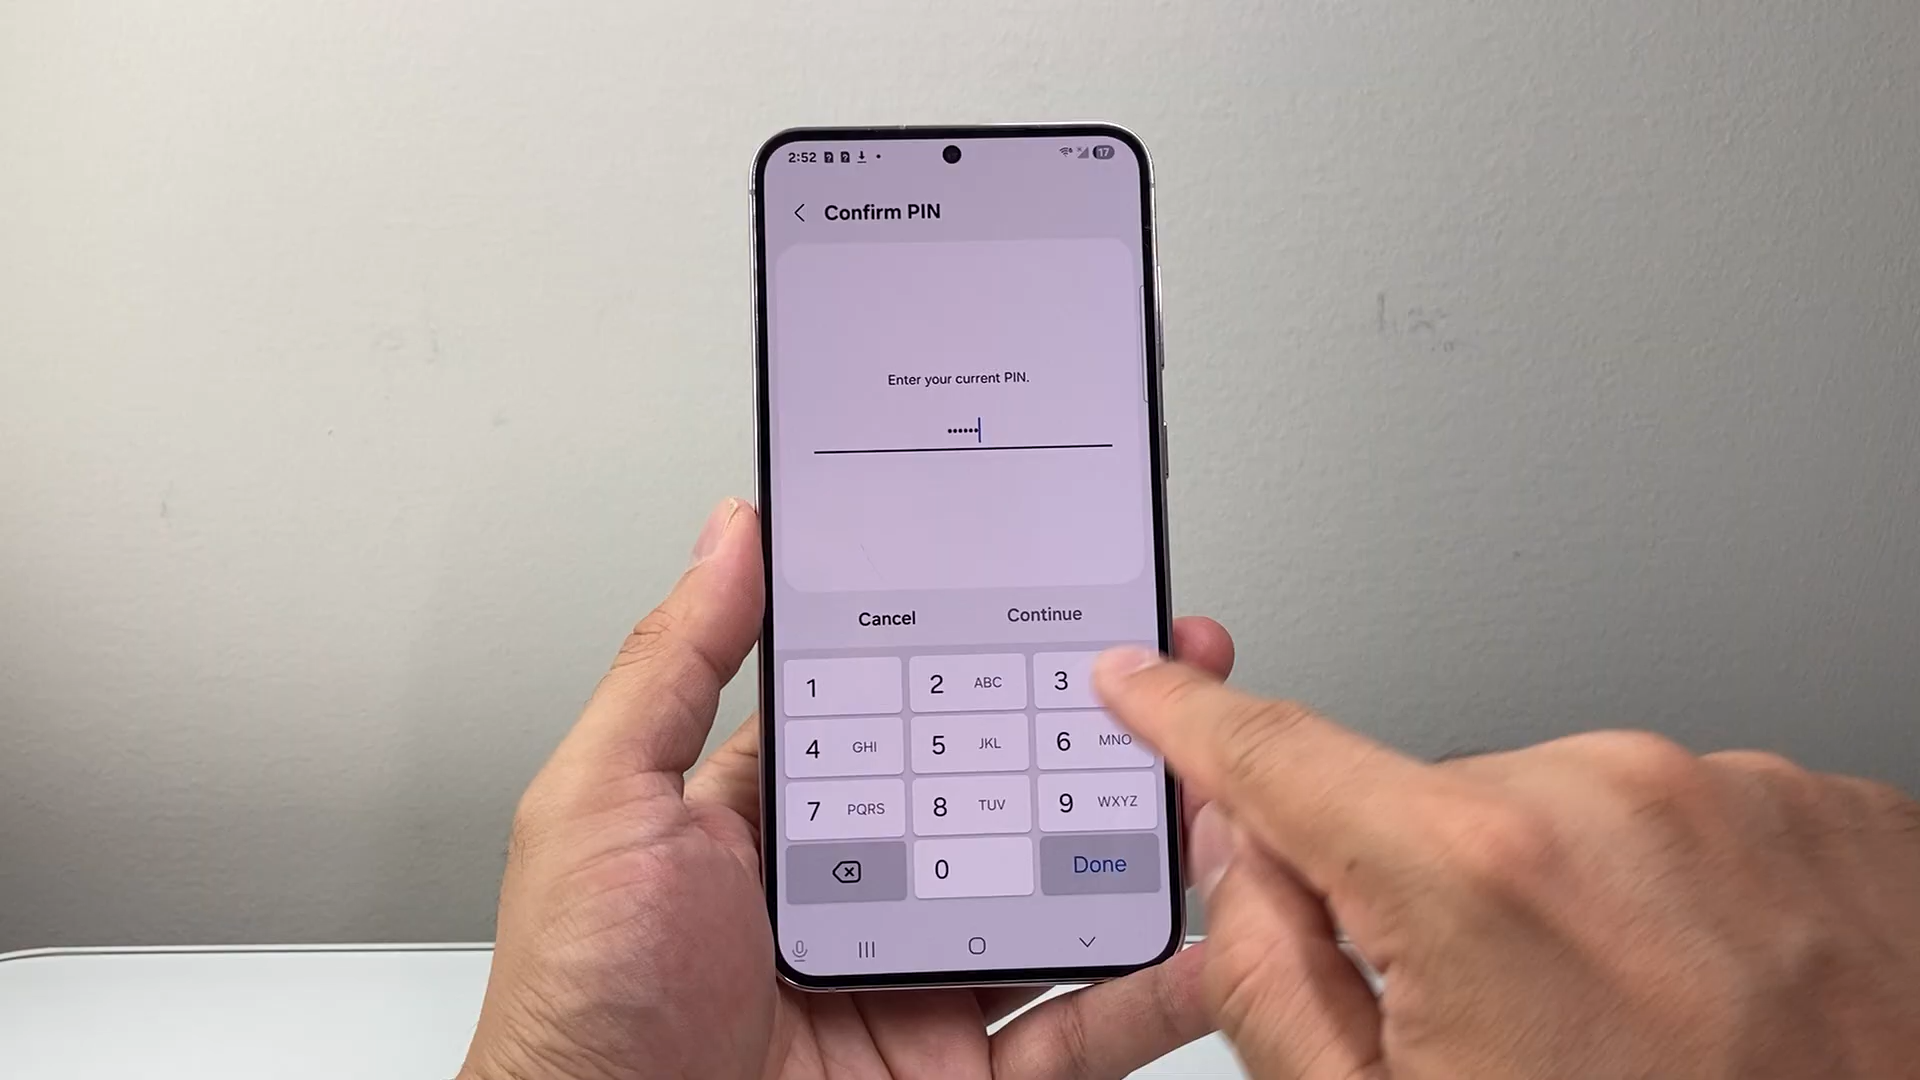 2:52 17
Confirm PIN
Enter your current PIN.
••••••
Cancel Continue
1 2 ABC 3
4 GHI 5 JKL 6 MNO
7 PQRS 8 TUV 9 WXYZ
0 Done